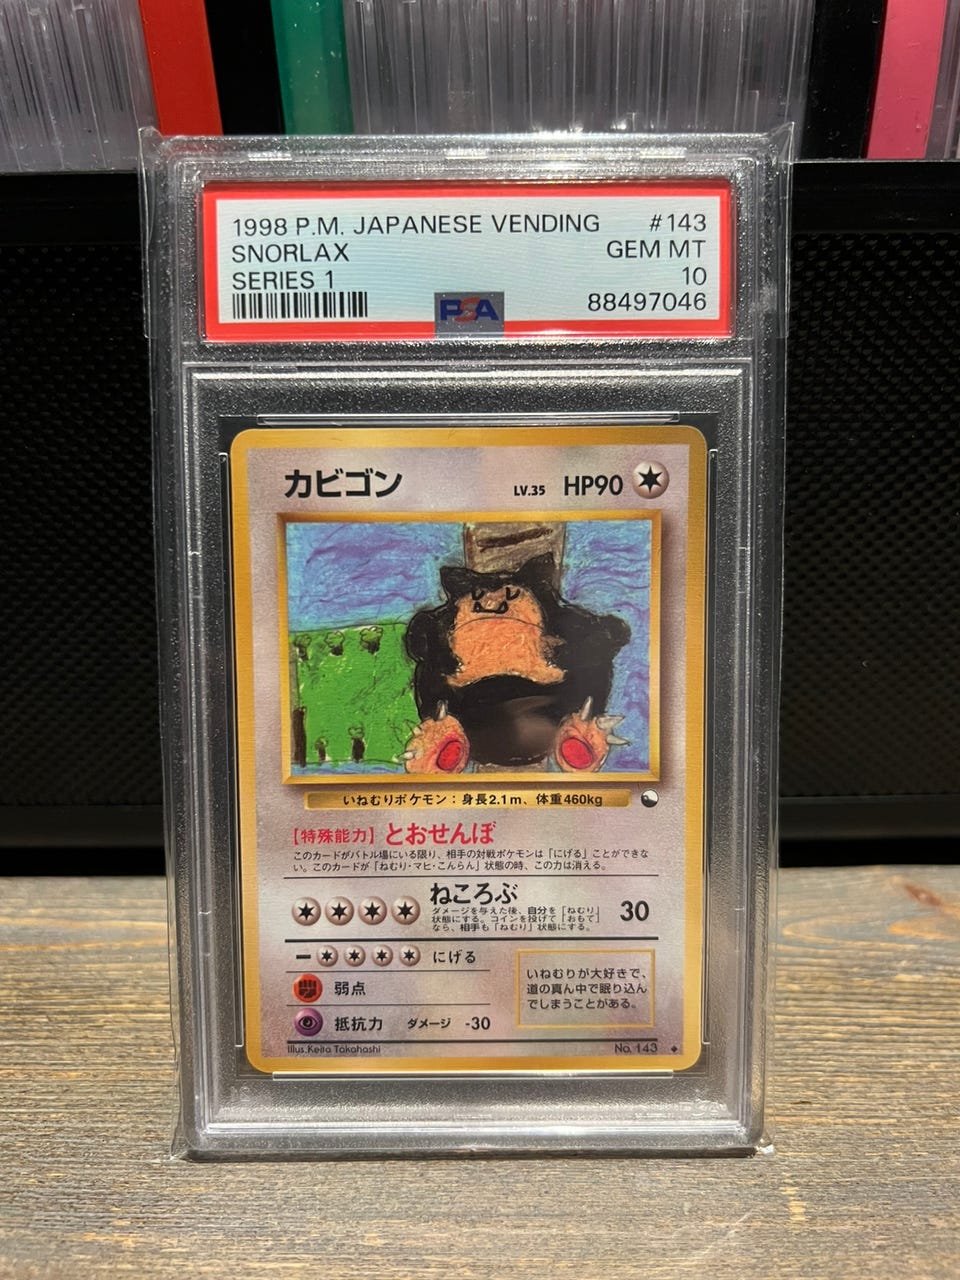 1998 P.M. JAPANESE VENDING #143
SNORLAX GEM MT
SERIES 1 10
PSA 88497046
カビゴン LV.35 HP90
いねむりポケモン：身長2.1m、体重460kg
【特殊能力】とおせんぼ
このカードがバトル場にいる限り、相手の対戦ポケモンは「にげる」ことができな
い。このカードが「ねむり・マヒ・こんらん」状態の時、この力は消える。
ねころぶ
ダメージを与えた後、自分を「ねむり」
状態にする。コインを投げて「おもて」
なら、相手も「ねむり」状態にする。
30
ー にげる
弱点
抵抗力 ダメージ -30
いねむりが大好きで、
道の真ん中で眠り込ん
でしまうことがある。
Illus.Keita Takahashi No. 143